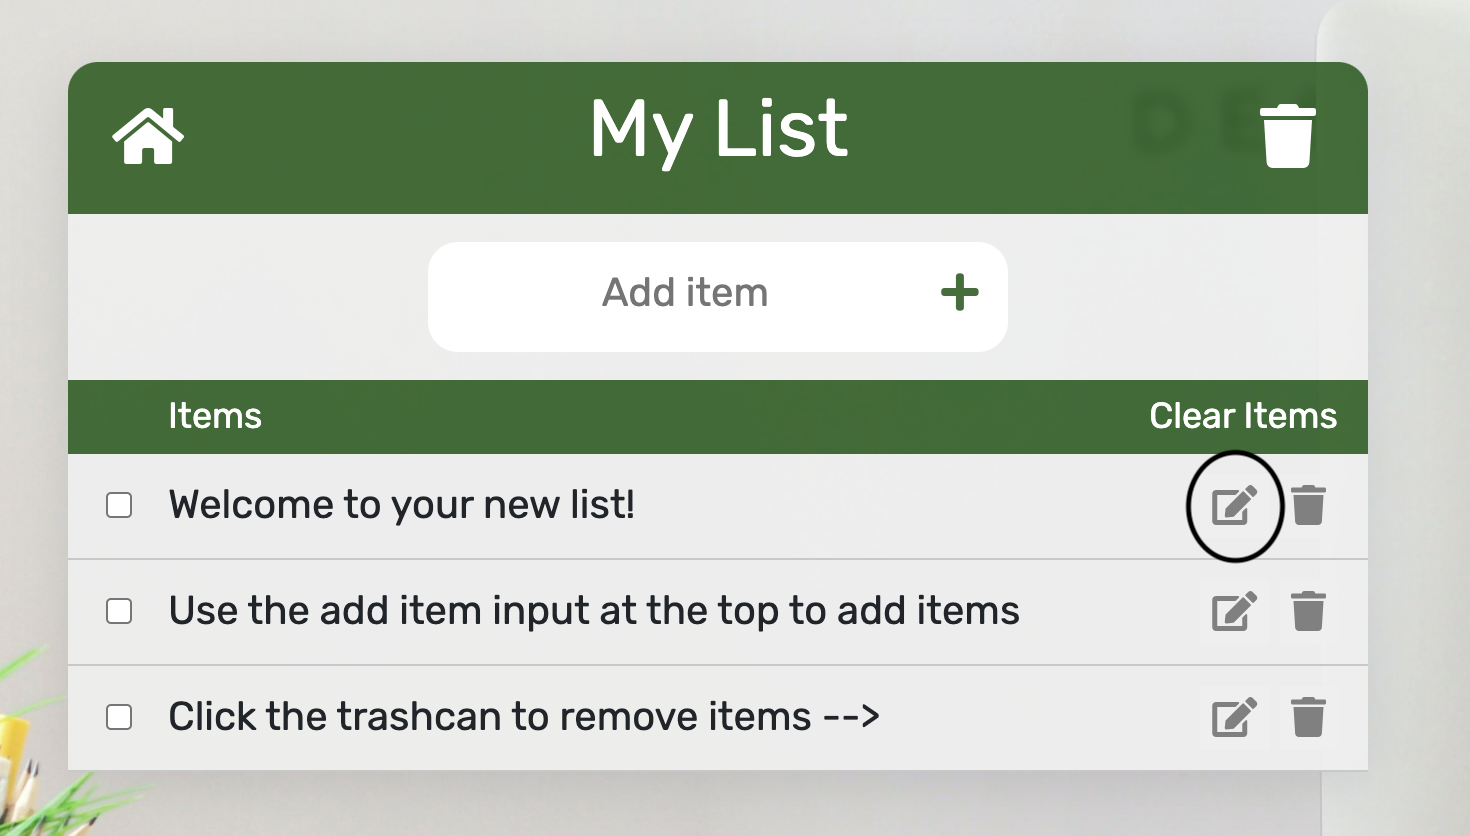 My List
Add item
Items Clear Items
Welcome to your new list!
Use the add item input at the top to add items
Click the trashcan to remove items -->